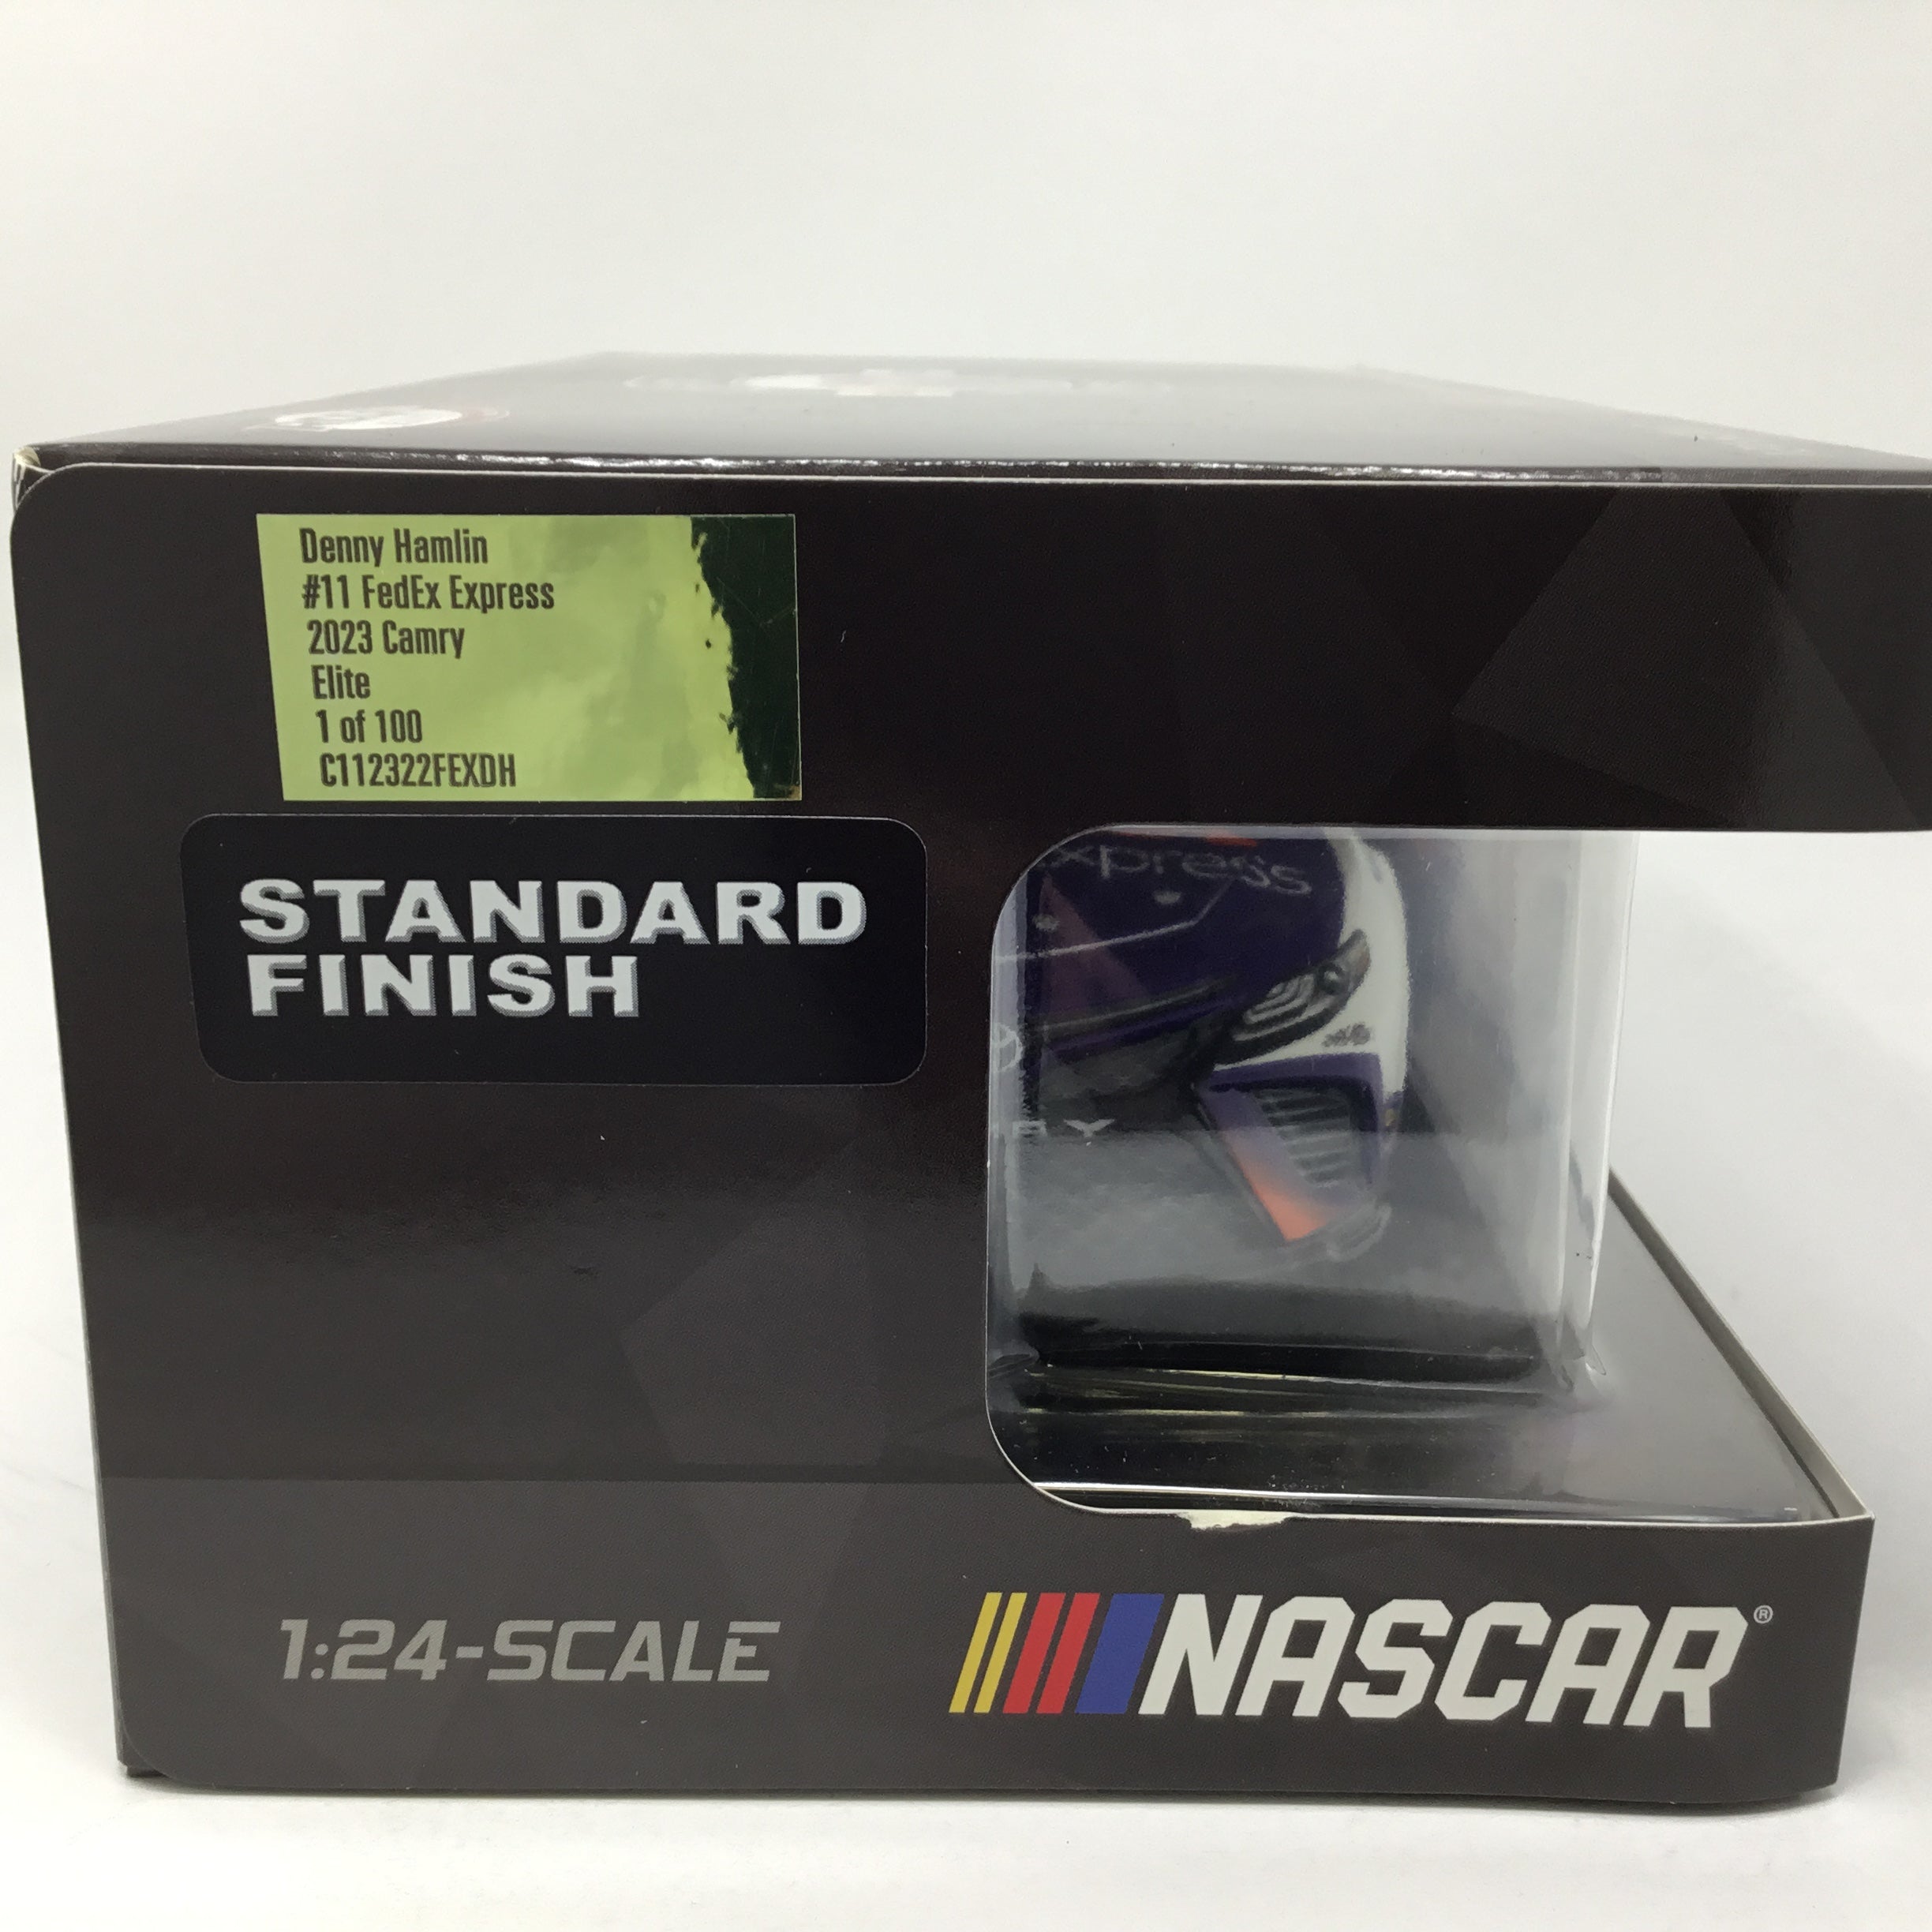 Denny Hamlin
#11 FedEx Express
2023 Camry
Elite
1 of 100
C112322FEXDH
STANDARD
FINISH
xpress
1:24-SCALE
NASCAR®